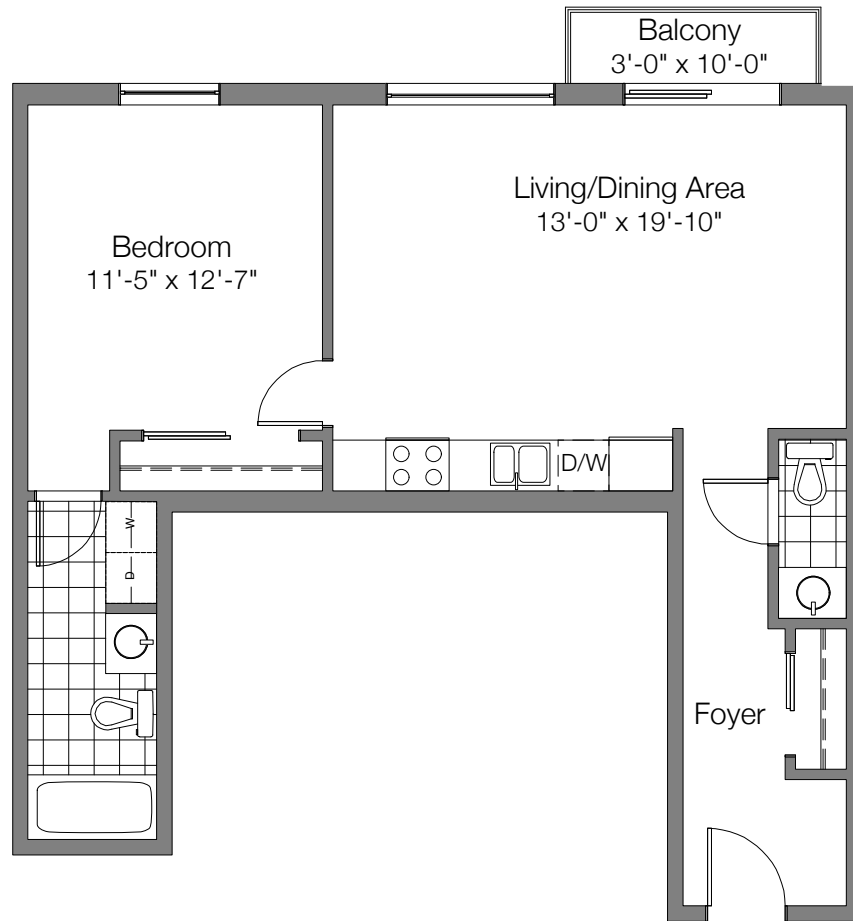 Balcony
3'-0" x 10'-0"
Living/Dining Area
13'-0" x 19'-10"
Bedroom
11'-5" x 12'-7"
D/W
W
D
Foyer